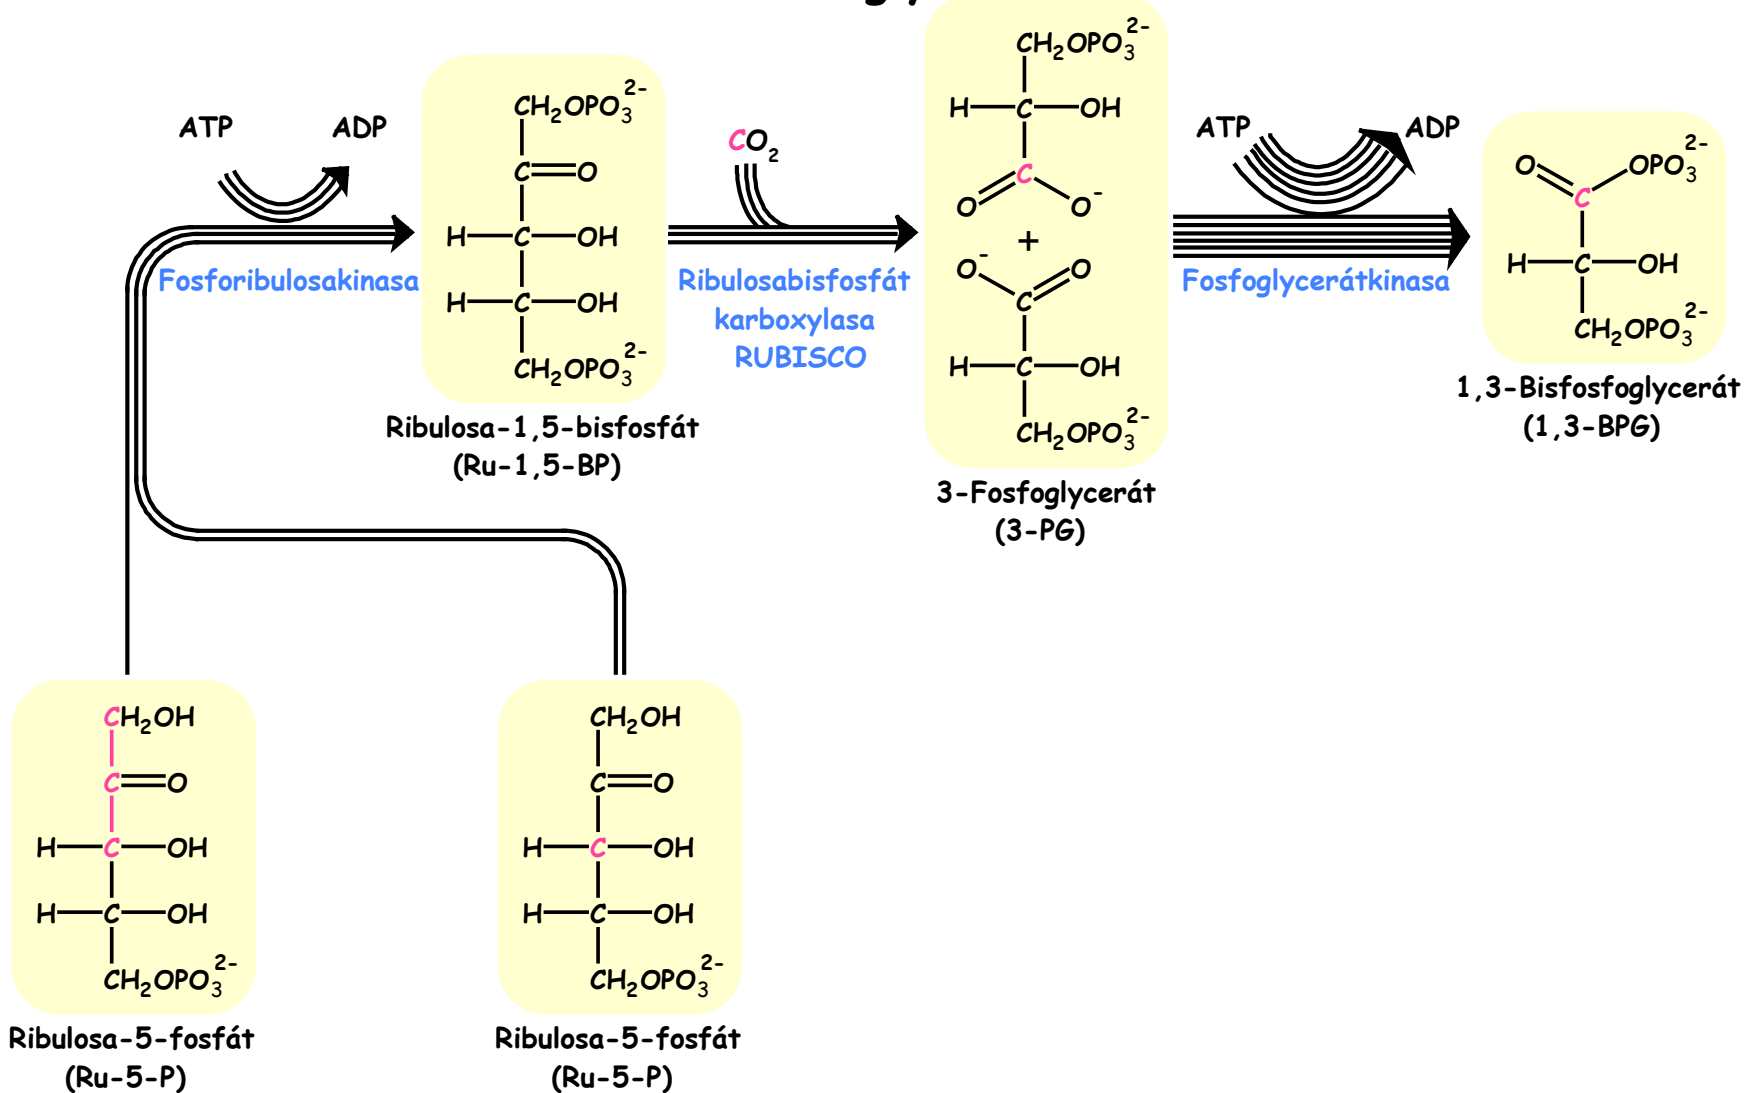 ATP ADP
Fosforibulosakinasa
CH2OPO3 2-
C=O
H-C-OH
H-C-OH
CH2OPO3 2-
Ribulosa-1,5-bisfosfát
(Ru-1,5-BP)
CO2
Ribulosabisfosfát
karboxylasa
RUBISCO
CH2OPO3 2-
H-C-OH
C
O O-
+
O- O
C
H-C-OH
CH2OPO3 2-
3-Fosfoglycerát
(3-PG)
ATP ADP
Fosfoglycerátkinasa
O OPO3 2-
C
H-C-OH
CH2OPO3 2-
1,3-Bisfosfoglycerát
(1,3-BPG)
CH2OH
C=O
H-C-OH
H-C-OH
CH2OPO3 2-
Ribulosa-5-fosfát
(Ru-5-P)
CH2OH
C=O
H-C-OH
H-C-OH
CH2OPO3 2-
Ribulosa-5-fosfát
(Ru-5-P)